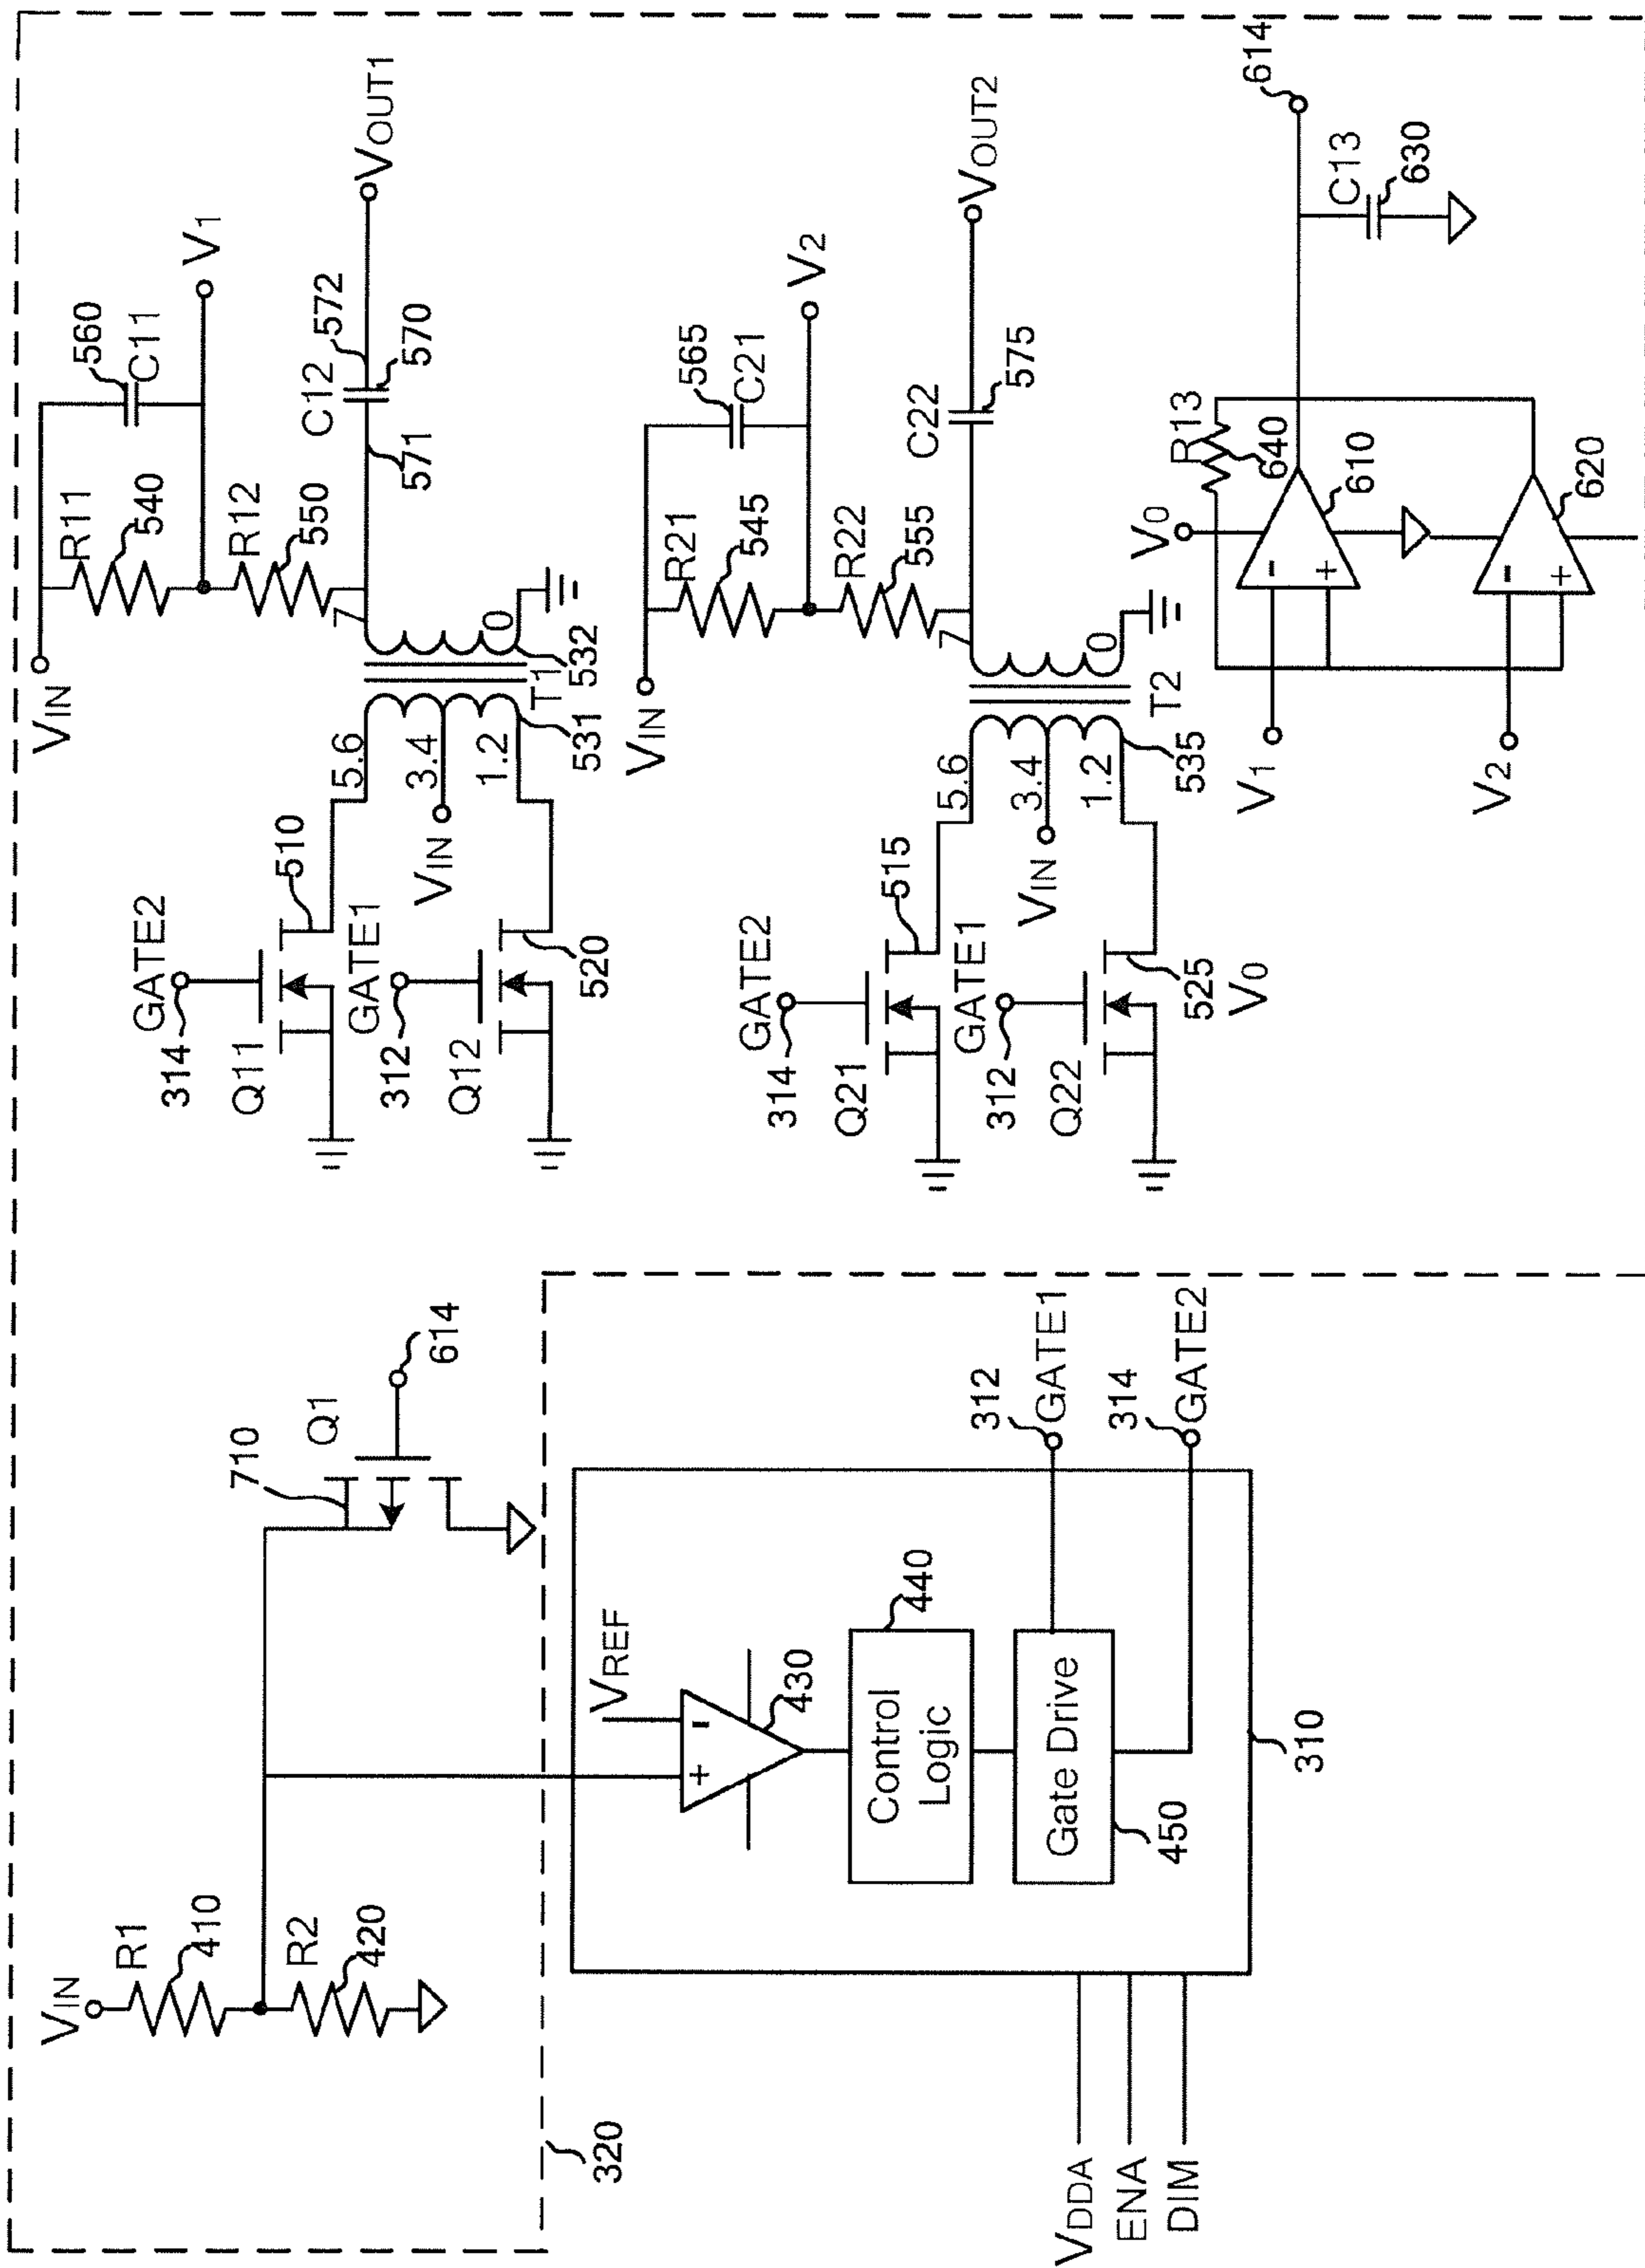 VIN
R1
410
R2
420
710
Q1
614
320
VREF
+
-
430
440
Control
Logic
Gate Drive
450
310
312
GATE1
314
GATE2
VDDA
ENA
DIM
VIN
R11
540
560
C11
V1
R12
550
7
C12
571
572
570
VOUT1
GATE2
314
Q11
510
5.6
VIN
3.4
GATE1
312
Q12
520
1.2
531
T1
532
0
VIN
R21
545
565
C21
V2
R22
555
7
C22
575
VOUT2
GATE2
314
Q21
515
5.6
VIN
3.4
GATE1
312
Q22
525
V0
1.2
535
T2
0
V1
V0
R13
640
-
+
610
614
C13
630
V2
-
+
620